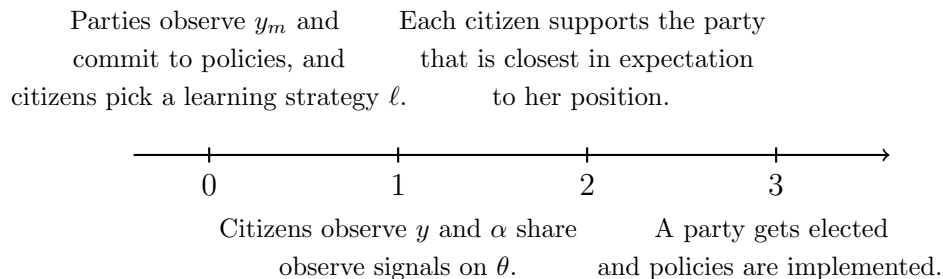 Parties observe y_m and
commit to policies, and
citizens pick a learning strategy ℓ.
Each citizen supports the party
that is closest in expectation
to her position.
0 1 2 3
Citizens observe y and α share
observe signals on θ.
A party gets elected
and policies are implemented.